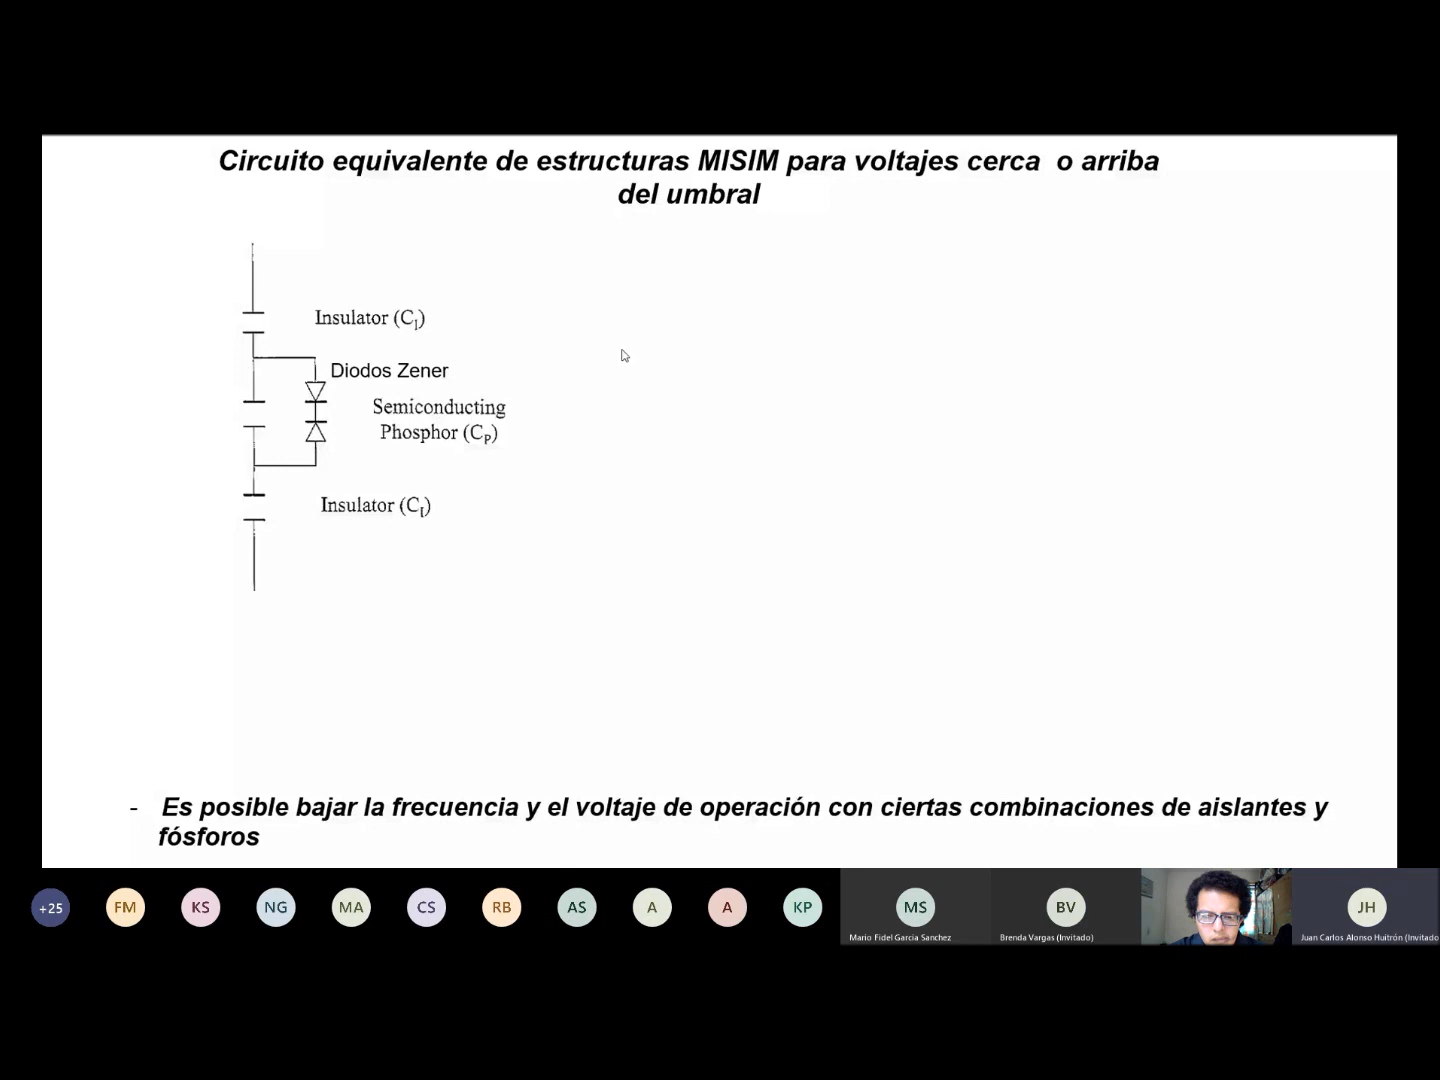 Circuito equivalente de estructuras MISIM para voltajes cerca o arriba
del umbral
Insulator (CI)
Diodos Zener
Semiconducting
Phosphor (CP)
Insulator (CI)
- Es posible bajar la frecuencia y el voltaje de operación con ciertas combinaciones de aislantes y
fósforos
+25
FM
KS
NG
MA
CS
RB
AS
A
A
KP
MS
Mario Fidel Garcia Sanchez
BV
Brenda Vargas (Invitado)
JH
Juan Carlos Alonso Huitrón (Invitado